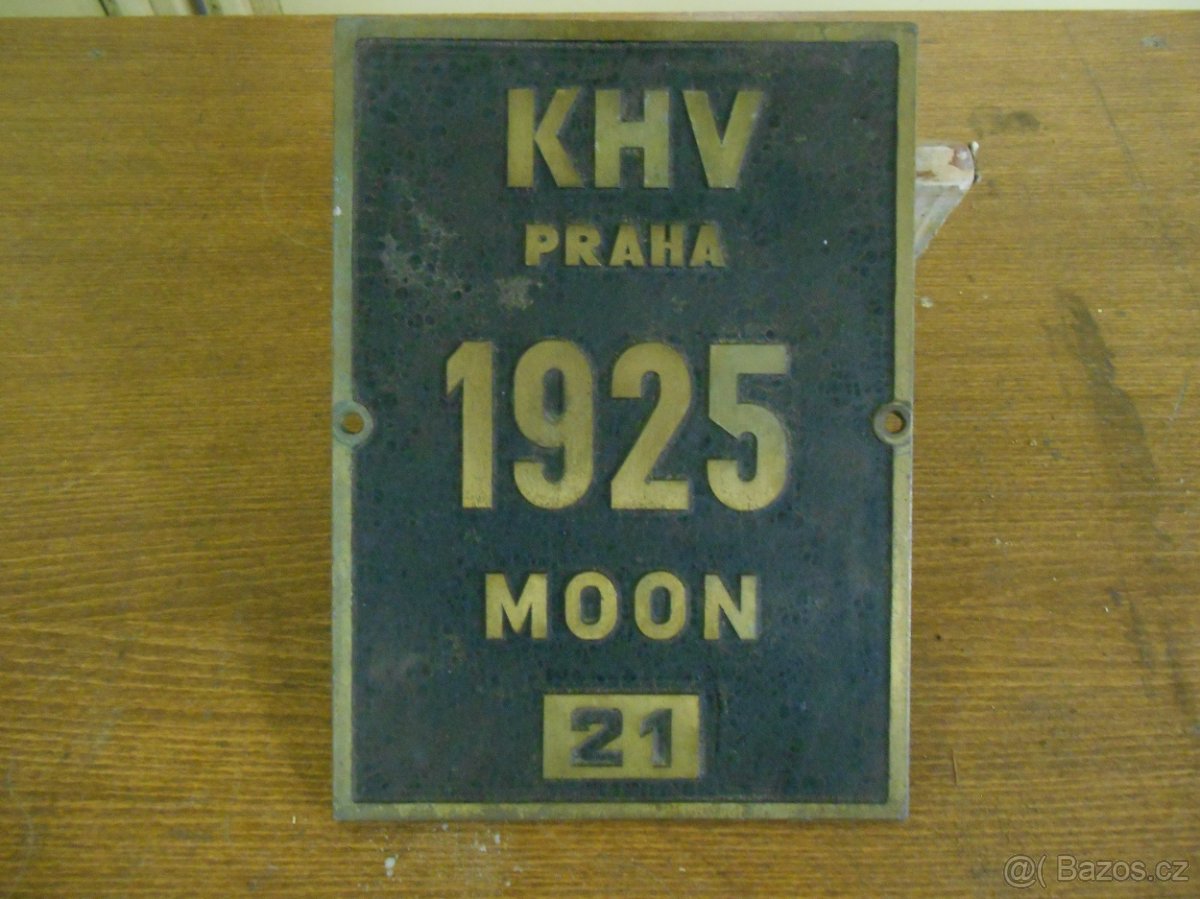 KHV
PRAHA
1925
MOON
21
@( Bazos.cz